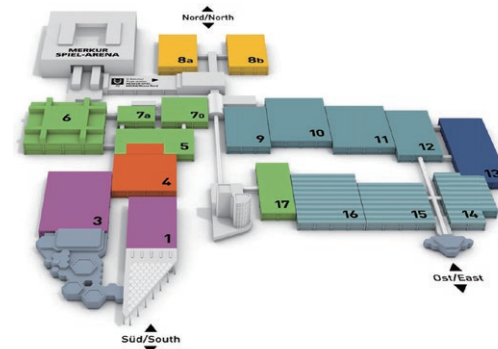 Nord/North
MERKUR
SPIEL-ARENA
8a
8b
6
7a
7.0
9
10
11
12
13
5
4
17
16
15
14
3
1
Ost/East
Süd/South